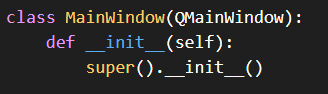 class MainWindow(QMainWindow):
    def __init__(self):
        super().__init__()